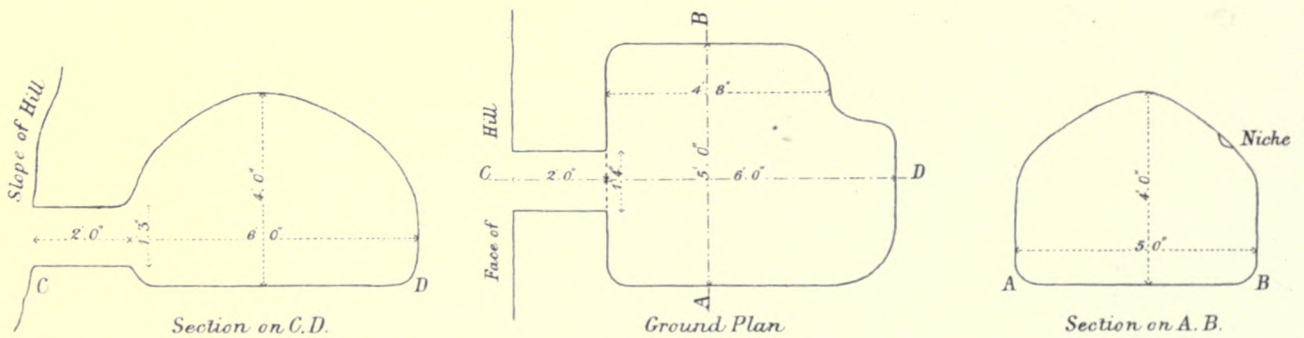 Slope of Hill
4'.0"
2'.0"
1'.3"
6'.0"
C
D
Section on C.D.
B
Hill
4'.8"
C
2'.0"
1'.4"
5'.0"
6'.0"
D
Face of
A
Ground Plan
Niche
4'.0"
5'.0"
A
B
Section on A.B.